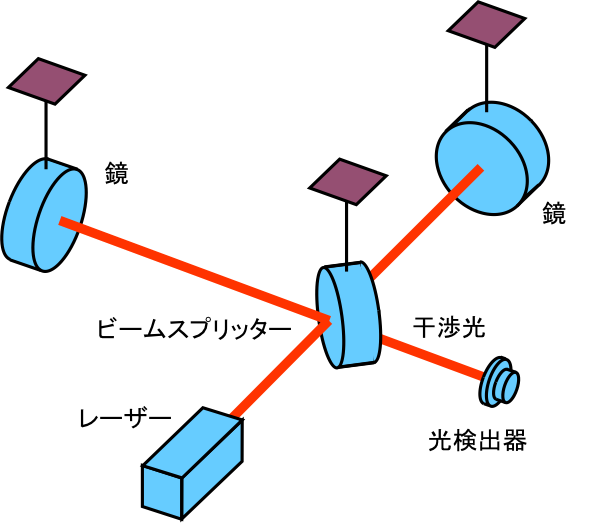 鏡
鏡
ビームスプリッター
干渉光
レーザー
光検出器